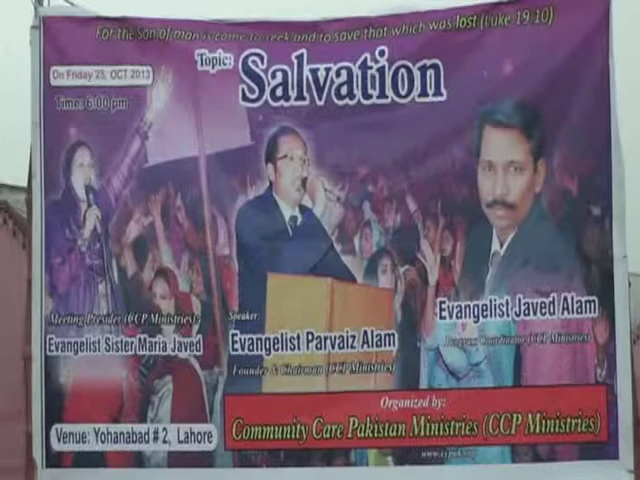 For the Son of man is come to seek and to save that which was lost (Luke 19:10)
On Friday 25, OCT 2013
Topic:
Salvation
Time: 6:00 pm
Meeting Presider (CCP Ministries)
Evangelist Sister Maria Javed
Speaker:
Evangelist Parvaiz Alam
Founder & Chairman (CCP Ministries)
Evangelist Javed Alam
Program Coordinator (CCP Ministries)
Organized by:
Community Care Pakistan Ministries (CCP Ministries)
Venue: Yohanabad # 2, Lahore